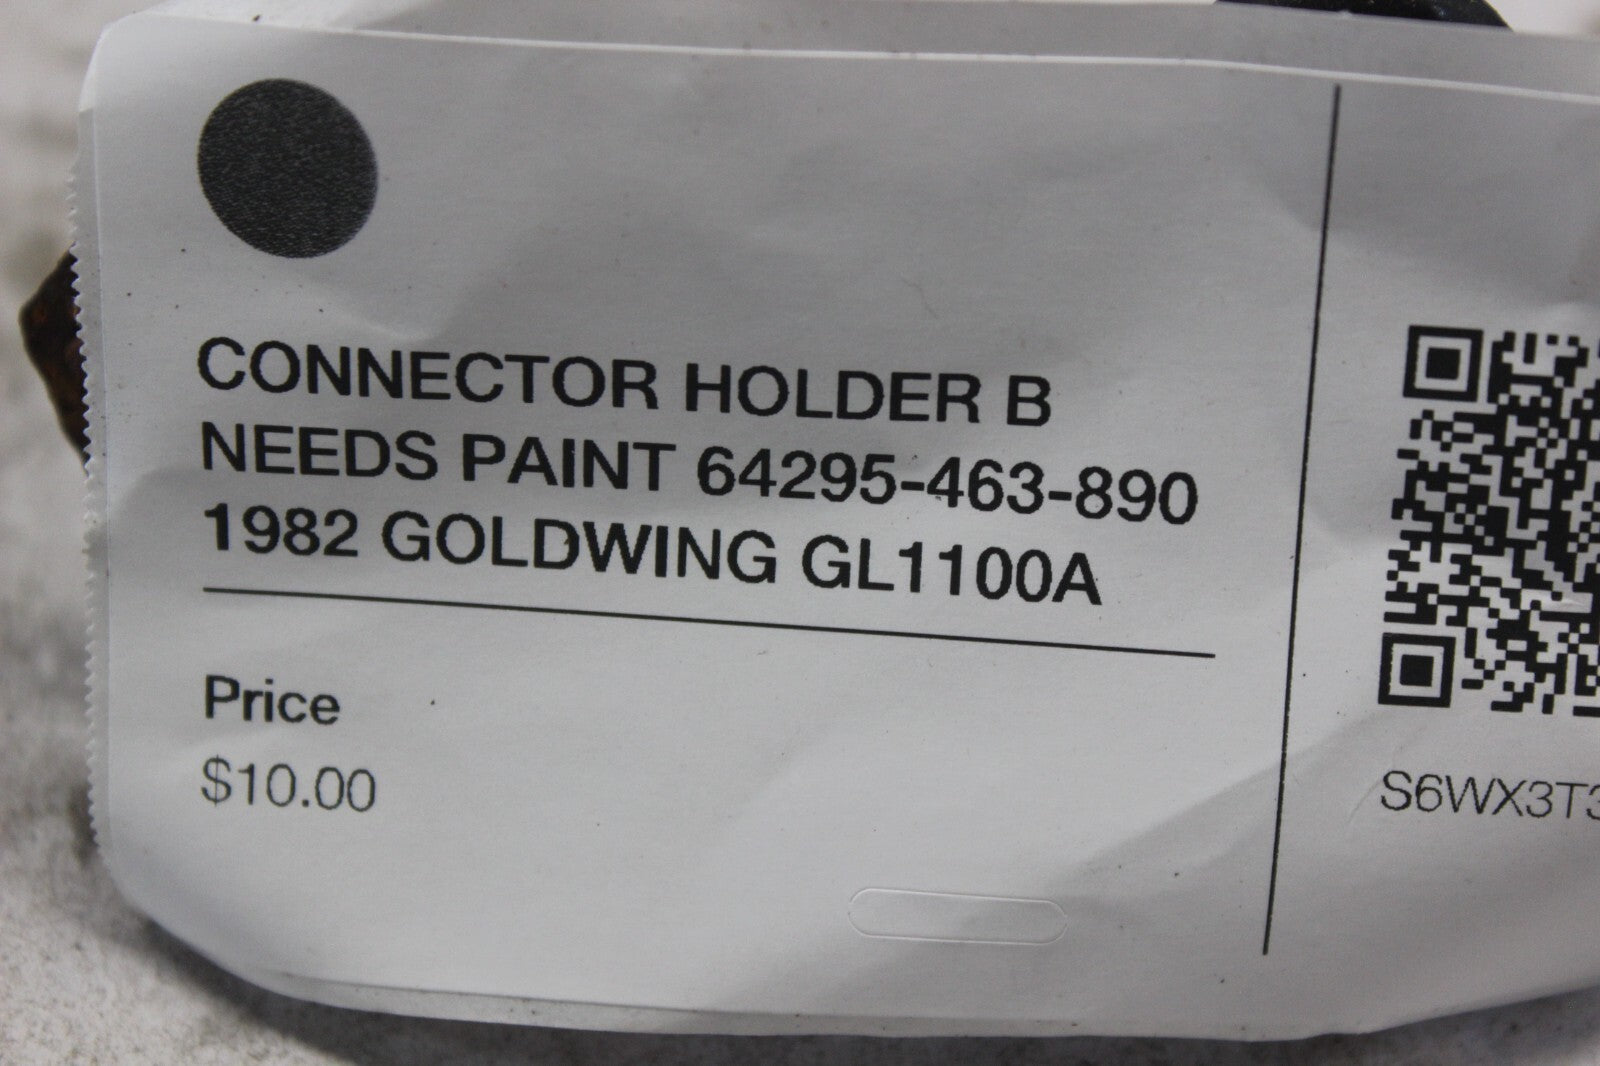 CONNECTOR HOLDER B
NEEDS PAINT 64295-463-890
1982 GOLDWING GL1100A
Price
$10.00
S6WX3T3